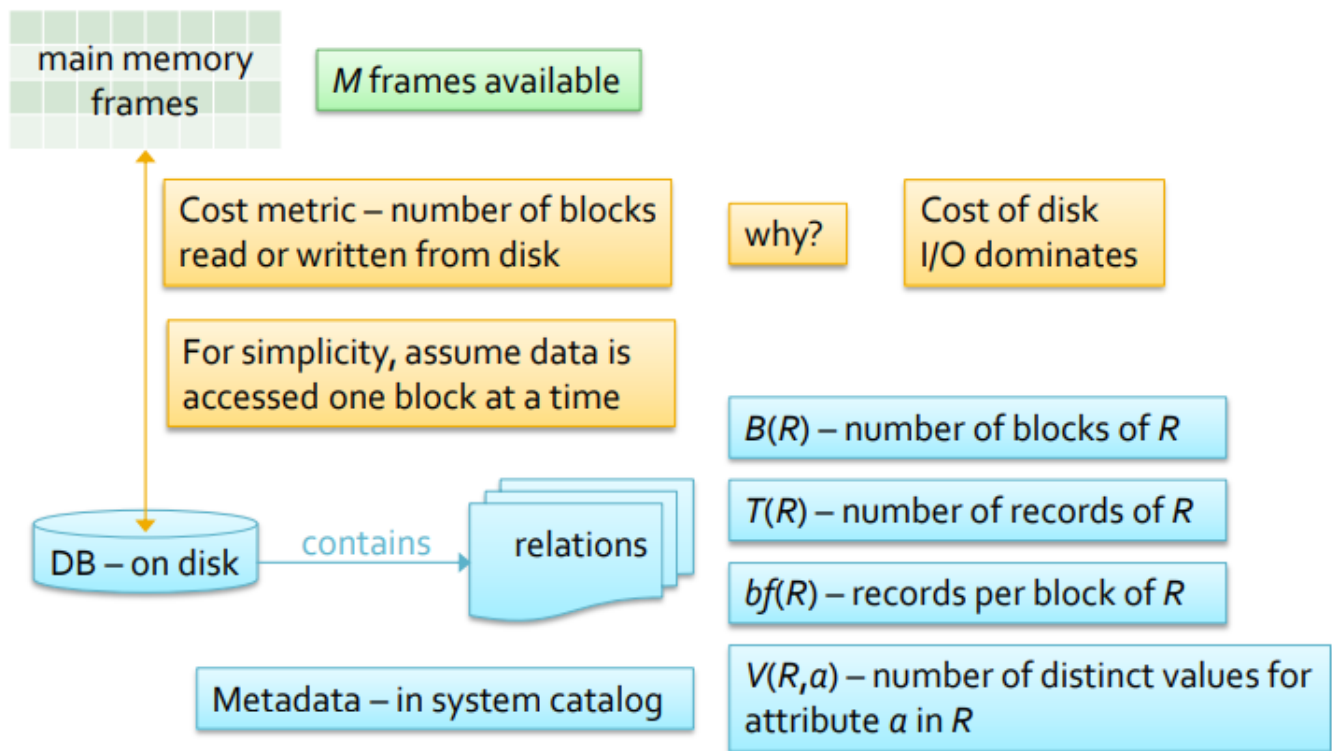 main memory
frames
M frames available
Cost metric – number of blocks
read or written from disk
why?
Cost of disk
I/O dominates
For simplicity, assume data is
accessed one block at a time
B(R) – number of blocks of R
T(R) – number of records of R
DB – on disk
contains
relations
bf(R) – records per block of R
Metadata – in system catalog
V(R,a) – number of distinct values for
attribute a in R